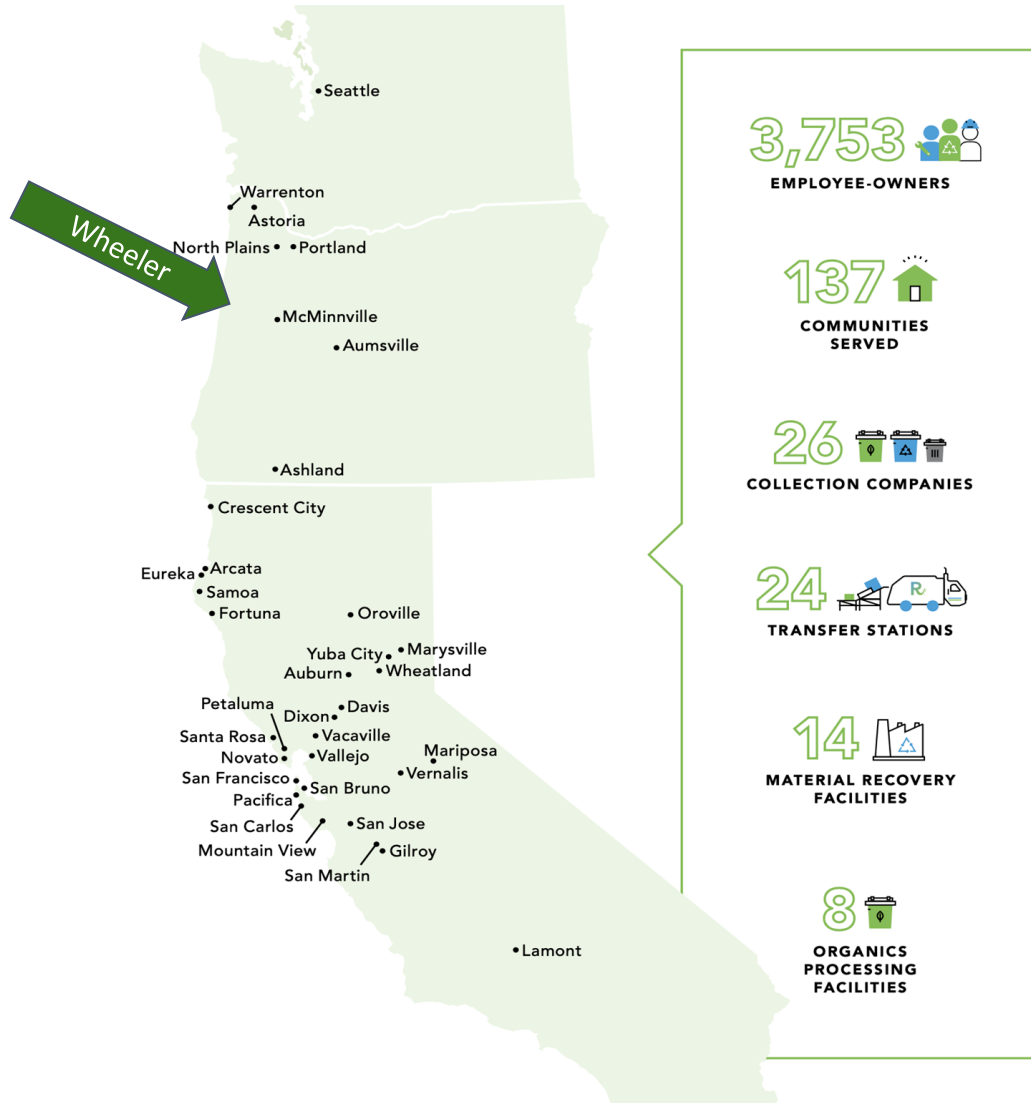 Seattle
Warrenton
Astoria
Wheeler
North Plains
Portland
McMinnville
Aumsville
Ashland
Crescent City
Arcata
Eureka
Samoa
Fortuna
Oroville
Marysville
Yuba City
Wheatland
Auburn
Petaluma
Davis
Dixon
Santa Rosa
Vacaville
Mariposa
Novato
Vallejo
Vernalis
San Francisco
San Bruno
Pacifica
San Carlos
San Jose
Mountain View
Gilroy
San Martin
Lamont
3,753
EMPLOYEE-OWNERS
137
COMMUNITIES
SERVED
26
COLLECTION COMPANIES
24
R
TRANSFER STATIONS
14
MATERIAL RECOVERY
FACILITIES
8
ORGANICS
PROCESSING
FACILITIES